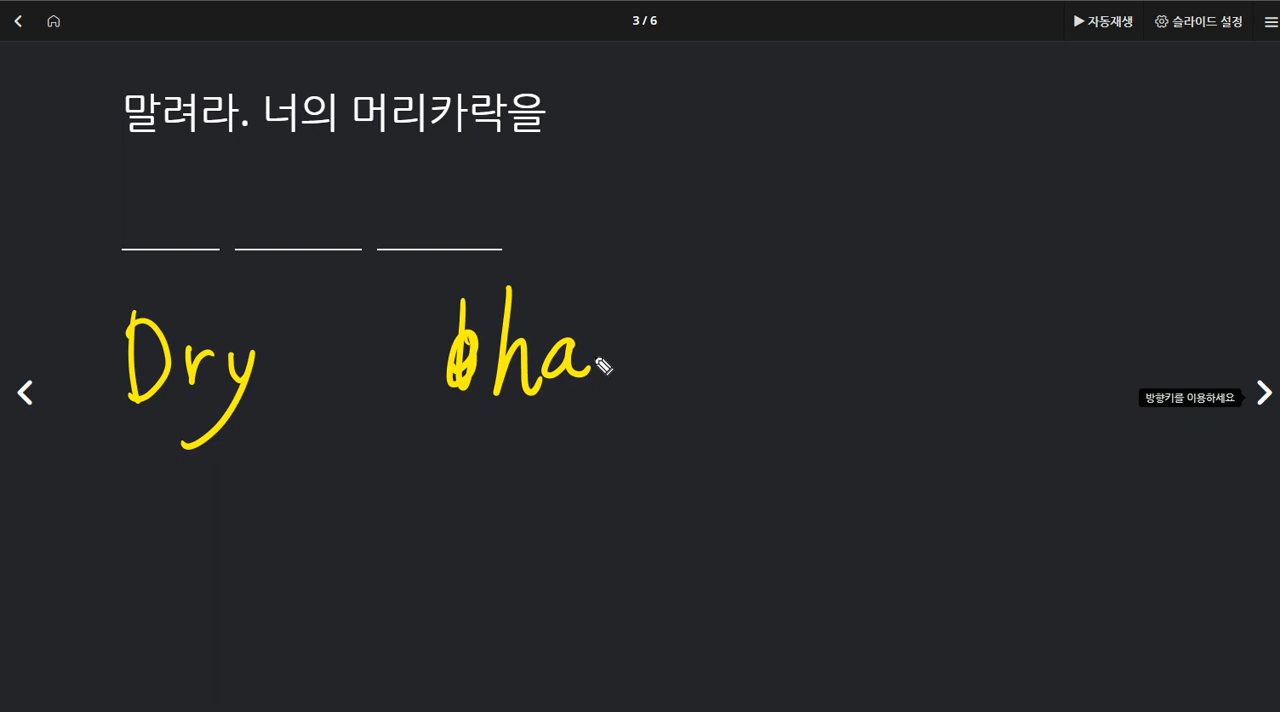 3 / 6
자동재생
슬라이드 설정
말려라. 너의 머리카락을
Dry ha
방향키를 이용하세요